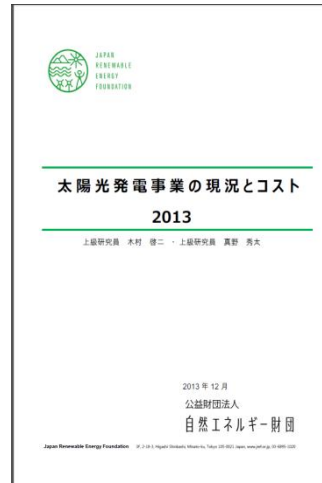 JAPAN
RENEWABLE
ENERGY
FOUNDATION
太陽光発電事業の現況とコスト
2013
上級研究員 木村 啓二 ・ 上級研究員 真野 秀太
2013 年 12 月
公益財団法人
自然エネルギー財団
Japan Renewable Energy Foundation